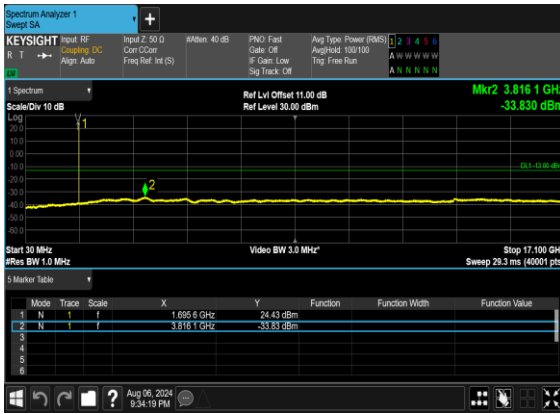 Spectrum Analyzer 1
Swept SA
+
KEYSIGHT Input: RF Input Z: 50 Ω #Atten: 40 dB PNO: Fast Avg Type: Power (RMS) 1 2 3 4 5 6
R T Coupling: DC Corr CCorr Gate: Off Avg|Hold: 100/100 A W W W W W
Align: Auto Freq Ref: Int (S) IF Gain: Low Trig: Free Run
LXI Sig Track: Off A N N N N N
1 Spectrum Ref Lvl Offset 11.00 dB Mkr2 3.816 1 GHz
Scale/Div 10 dB Ref Level 30.00 dBm -33.830 dBm
Log
1
20.0
10.0
0.00
-10.0 DL1 -13.00 dBm
-20.0
-30.0 2
-40.0
-50.0
-60.0
Start 30 MHz Video BW 3.0 MHz* Stop 17.100 GHz
#Res BW 1.0 MHz Sweep 29.3 ms (40001 pts)
5 Marker Table
Mode Trace Scale X Y Function Function Width Function Value
1 N 1 f 1.695 6 GHz 24.43 dBm
2 N 1 f 3.816 1 GHz -33.83 dBm
3
4
5
6
? Aug 06, 2024
9:34:19 PM